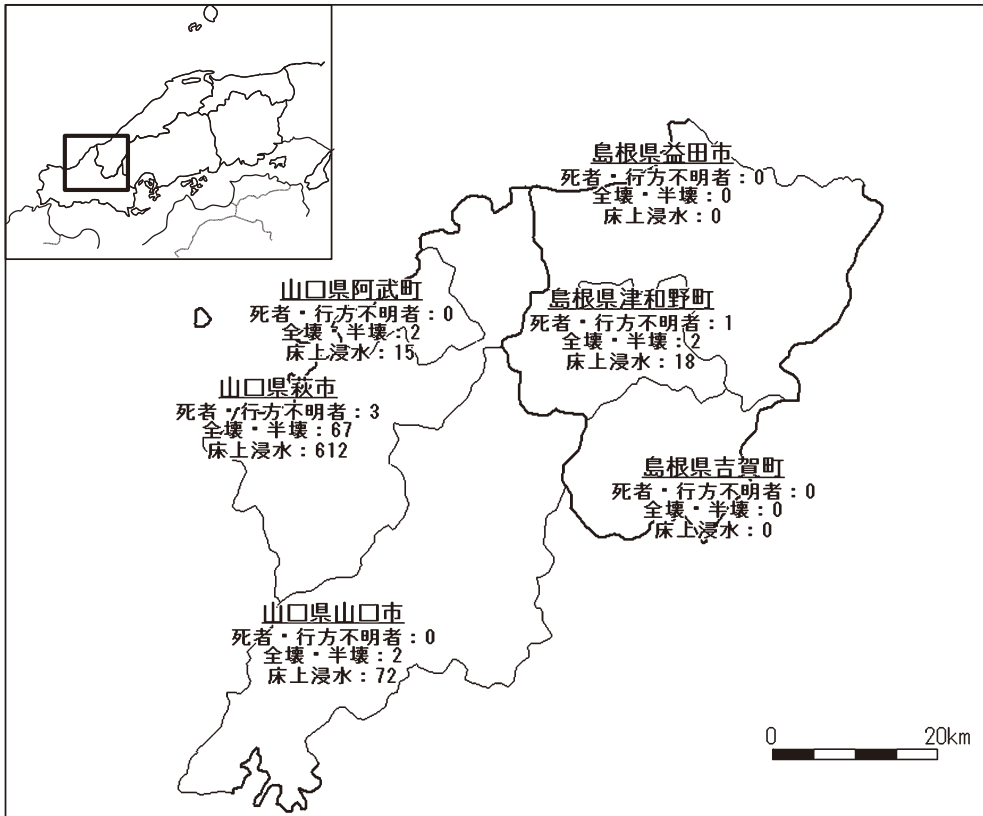 島根県益田市
死者・行方不明者：0
全壊・半壊：0
床上浸水：0
山口県阿武町
死者・行方不明者：0
全壊・半壊：2
床上浸水：15
島根県津和野町
死者・行方不明者：1
全壊・半壊：2
床上浸水：18
山口県萩市
死者・行方不明者：3
全壊・半壊：67
床上浸水：612
島根県吉賀町
死者・行方不明者：0
全壊・半壊：0
床上浸水：0
山口県山口市
死者・行方不明者：0
全壊・半壊：2
床上浸水：72
0 20km